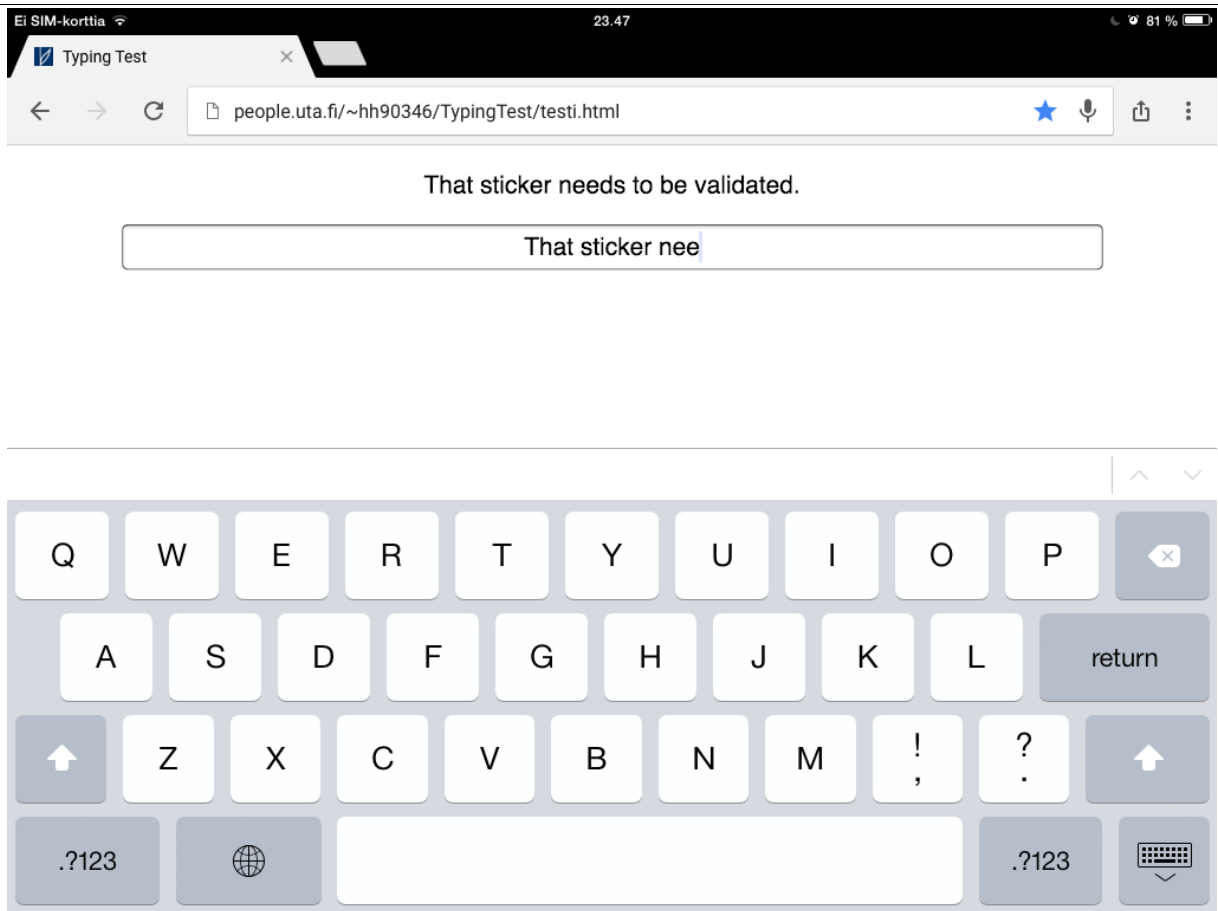 Ei SIM-korttia 23.47 81 %
Typing Test
people.uta.fi/~hh90346/TypingTest/testi.html
That sticker needs to be validated.
That sticker nee
Q W E R T Y U I O P
A S D F G H J K L return
Z X C V B N M ! , ? .
.?123 .?123